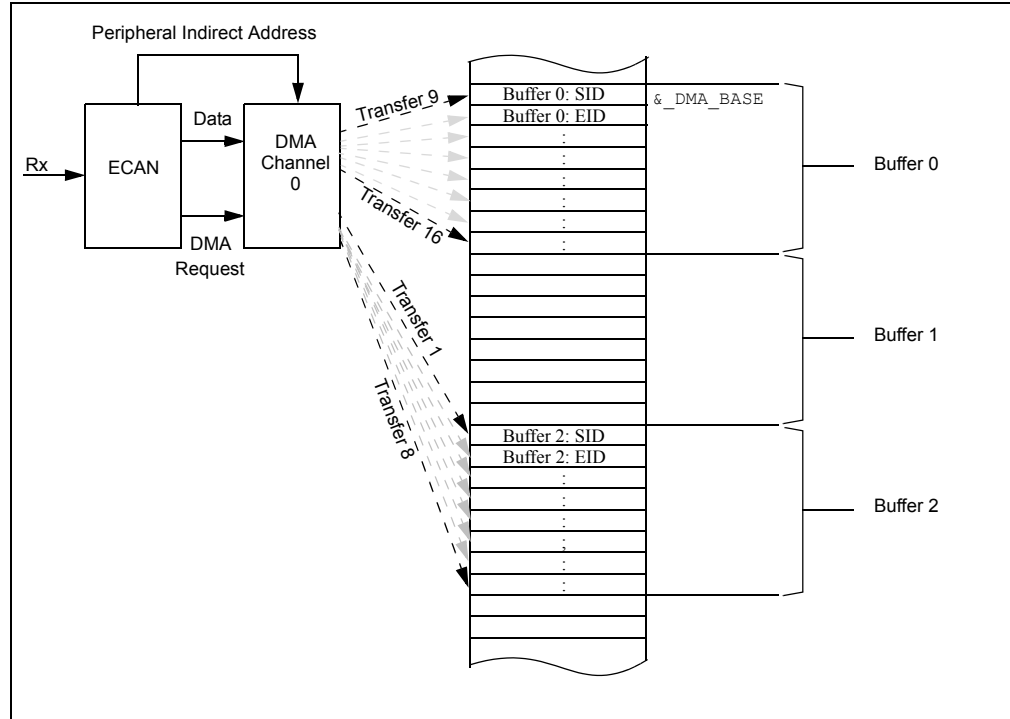 Peripheral Indirect Address
Rx
ECAN
Data
DMA
Request
DMA
Channel
0
Transfer 9
Transfer 16
Transfer 1
Transfer 8
Buffer 0: SID
&_DMA_BASE
Buffer 0: EID
Buffer 0
Buffer 1
Buffer 2: SID
Buffer 2: EID
Buffer 2